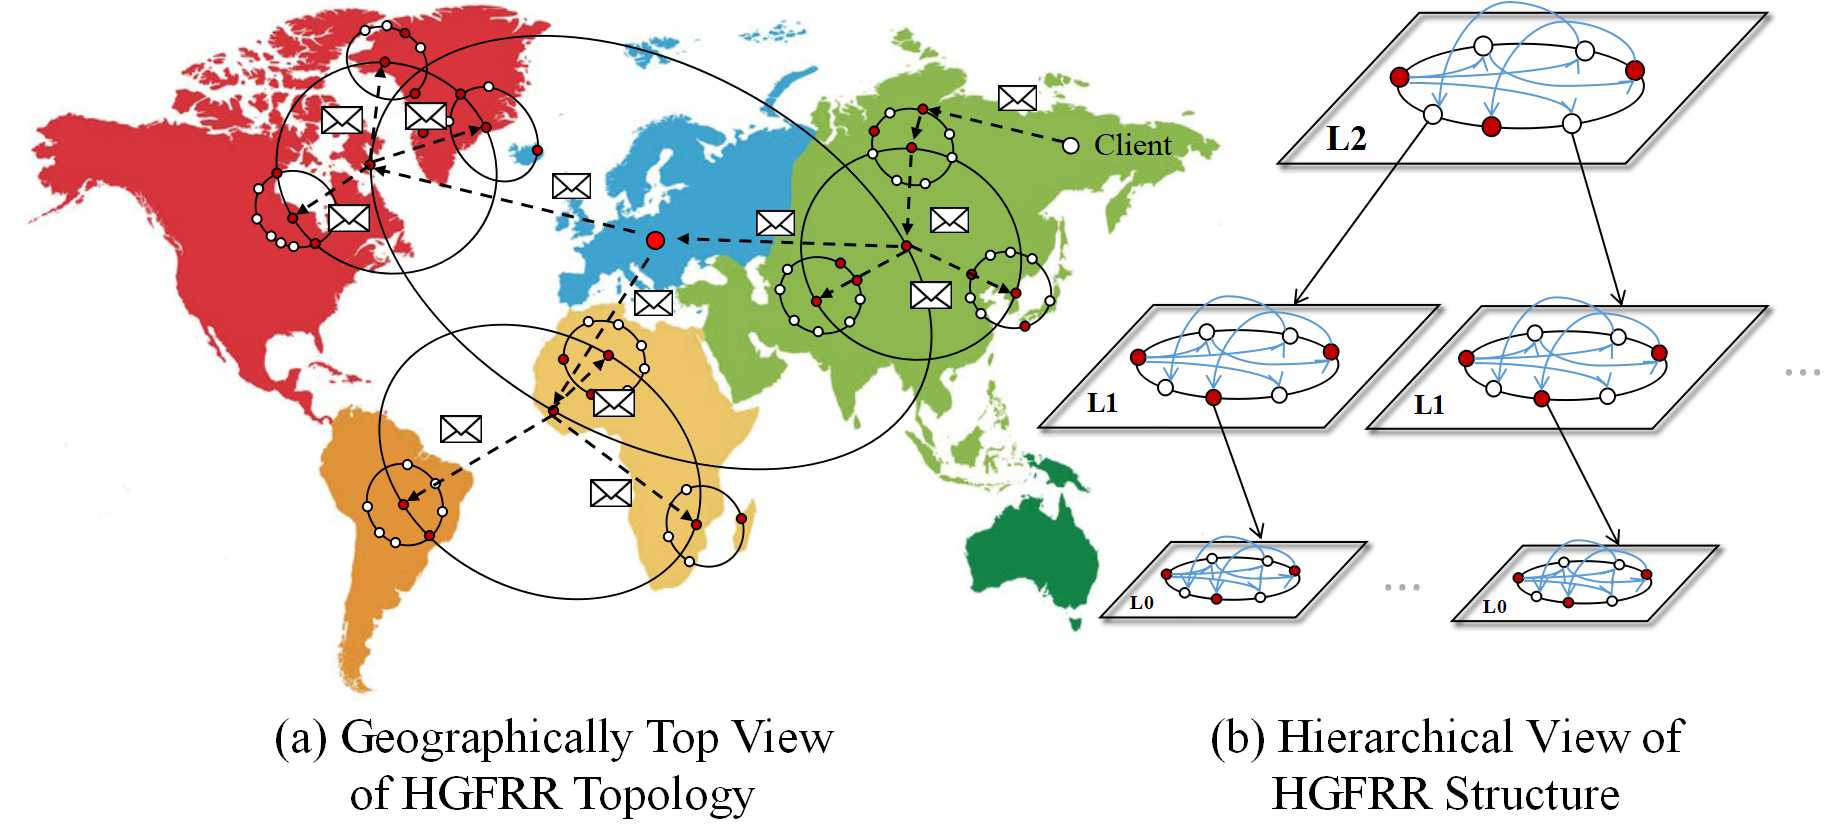 Client
L2
L1
L1
L0
L0
(a) Geographically Top View
of HGFRR Topology
(b) Hierarchical View of
HGFRR Structure